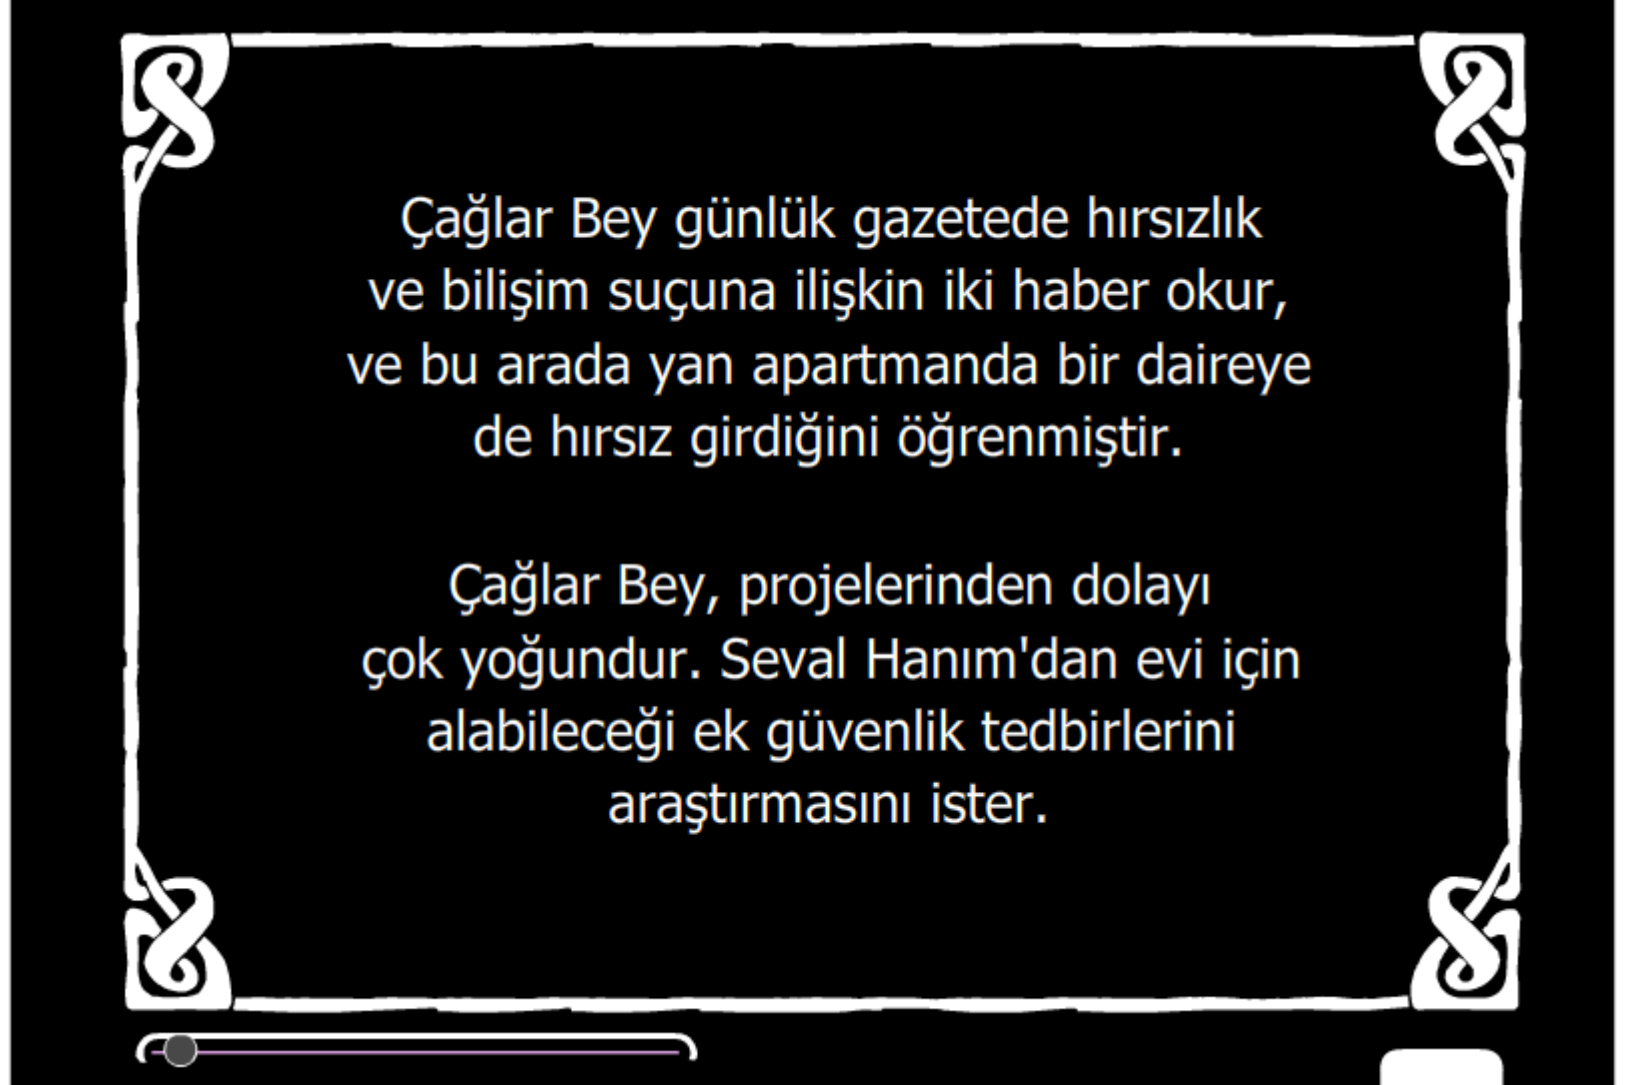 Çağlar Bey günlük gazetede hırsızlık
ve bilişim suçuna ilişkin iki haber okur,
ve bu arada yan apartmanda bir daireye
de hırsız girdiğini öğrenmiştir.
Çağlar Bey, projelerinden dolayı
çok yoğundur. Seval Hanım'dan evi için
alabileceği ek güvenlik tedbirlerini
araştırmasını ister.